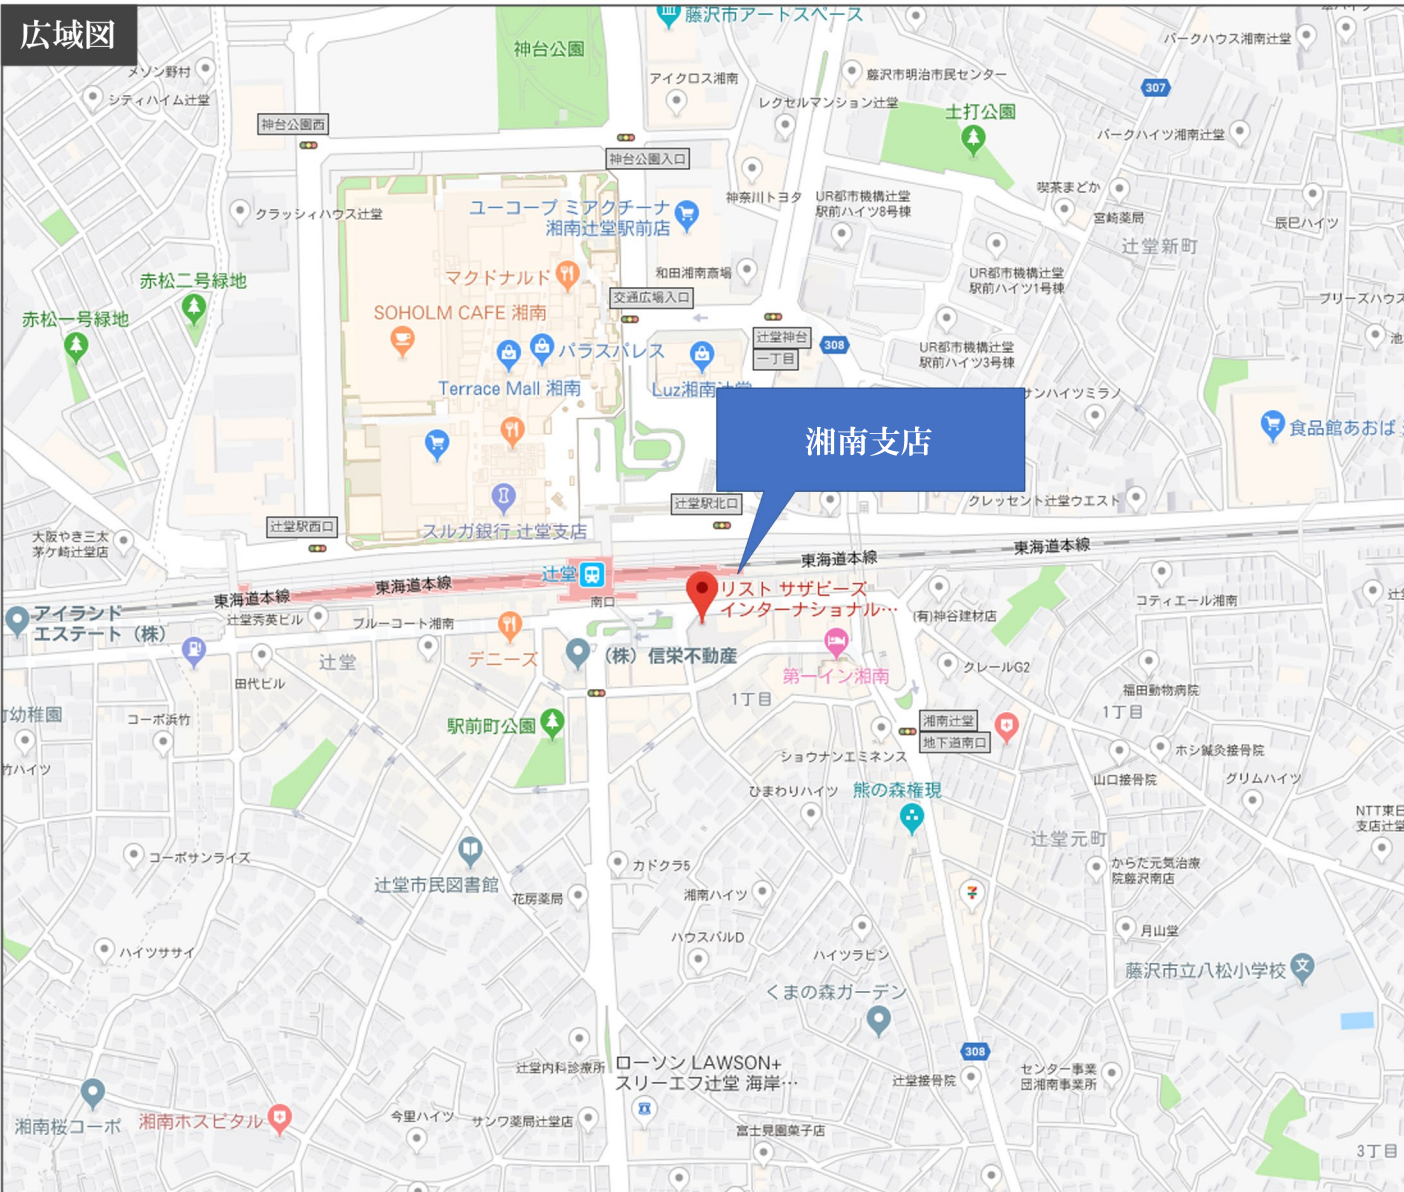 広域図
藤沢市アートスペース
神台公園
パークハウス湘南辻堂
メゾン野村
シティハイム辻堂
アイクロス湘南
藤沢市明治市民センター
307
レクセルマンション辻堂
土打公園
神台公園西
パークハイツ湘南辻堂
神台公園入口
神奈川トヨタ
UR都市機構辻堂
駅前ハイツ8号棟
喫茶まどか
宮崎薬局
クラッシィハウス辻堂
ユーコープ ミアクチーナ
湘南辻堂駅前店
辰巳ハイツ
辻堂新町
赤松二号緑地
マクドナルド
和田湘南斎場
UR都市機構辻堂
駅前ハイツ1号棟
赤松一号緑地
SOHOLM CAFE 湘南
交通広場入口
ブリーズハウス
辻堂神台
一丁目
308
パラスパレス
UR都市機構辻堂
駅前ハイツ3号棟
池
Terrace Mall 湘南
Luz湘南辻堂
サンハイツミラノ
湘南支店
食品館あおば
スルガ銀行 辻堂支店
辻堂駅北口
クレッセント辻堂ウエスト
辻堂駅西口
大阪やき三太
茅ケ崎辻堂店
東海道本線
東海道本線
東海道本線
東海道本線
辻堂
南口
リスト サザビーズ
インターナショナル…
アイランド
エステート（株）
辻堂秀英ビル
ブルーコート湘南
コティエール湘南
(有)神谷建材店
辻堂
デニーズ
（株）信栄不動産
第一イン湘南
クレールG2
田代ビル
福田動物病院
1丁目
1丁目
町幼稚園
コーポ浜竹
駅前町公園
湘南辻堂
地下道南口
ショウナンエミネンス
ホシ鍼灸接骨院
竹ハイツ
山口接骨院
グリムハイツ
ひまわりハイツ
熊の森権現
NTT東日
支店辻堂
辻堂元町
コーポサンライズ
カドクラ5
からだ元気治療
院藤沢南店
辻堂市民図書館
花房薬局
湘南ハイツ
7
月山堂
ハウスパルD
ハイツサザイ
ハイツラビン
藤沢市立八松小学校
文
くまの森ガーデン
308
辻堂内科診療所
ローソン LAWSON+
スリーエフ辻堂 海岸…
辻堂接骨院
センター事業
団湘南事業所
湘南桜コーポ
湘南ホスピタル
今里ハイツ
サンワ薬局辻堂店
富士見園菓子店
3丁目